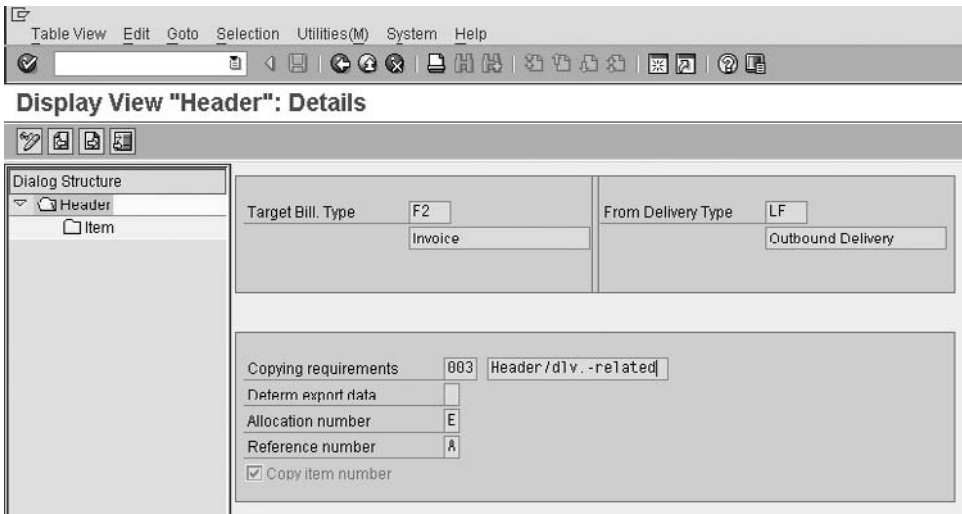 Table View Edit Goto Selection Utilities(M) System Help
Display View "Header": Details
Dialog Structure
Header
Item
Target Bill. Type F2
Invoice
From Delivery Type LF
Outbound Delivery
Copying requirements 003 Header/dlv.-related
Determ export data
Allocation number E
Reference number A
Copy item number